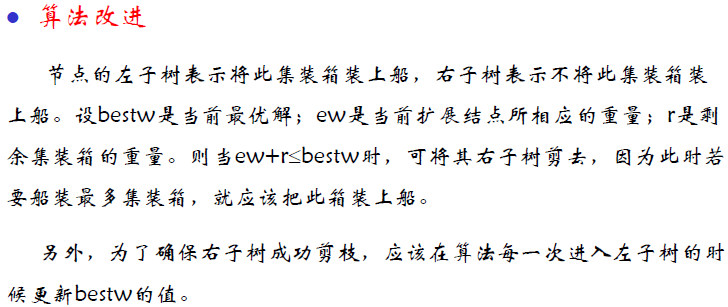 ● 算法改进
节点的左子树表示将此集装箱装上船，右子树表示不将此集装箱装
上船。设bestw是当前最优解；ew是当前扩展结点所相应的重量；r是剩
余集装箱的重量。则当ew+r≤bestw时，可将其右子树剪去，因为此时若
要船装最多集装箱，就应该把此箱装上船。
另外，为了确保右子树成功剪枝，应该在算法每一次进入左子树的时
候更新bestw的值。